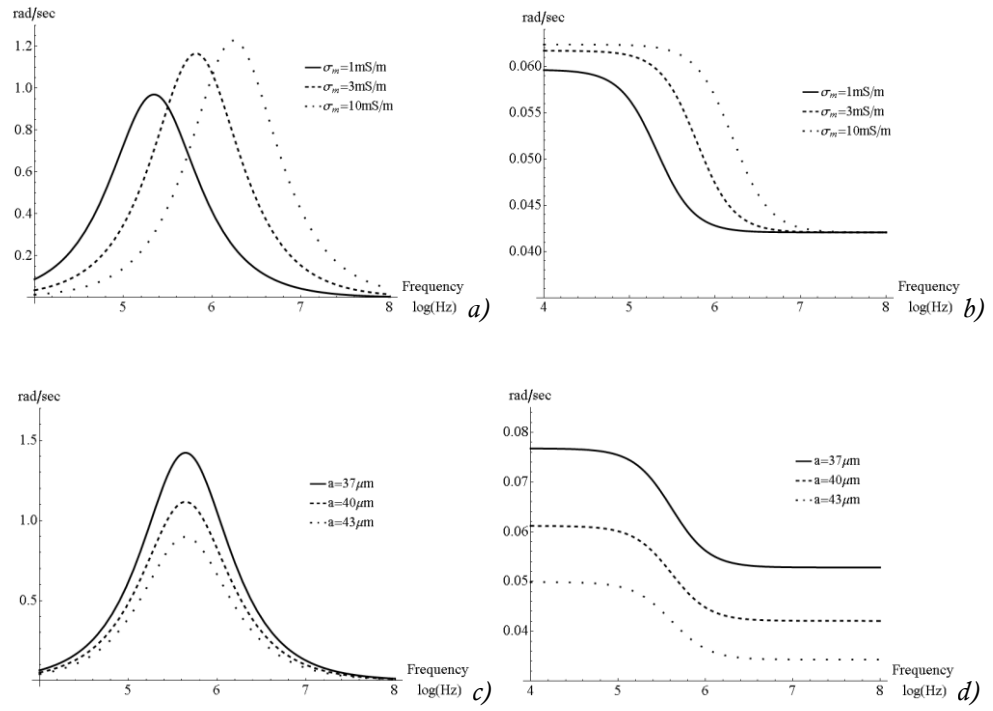 rad/sec
1.2
1.0
0.8
0.6
0.4
0.2
5
6
7
8
σm=1mS/m
σm=3mS/m
σm=10mS/m
Frequency
log(Hz)
a)
rad/sec
0.060
0.055
0.050
0.045
0.040
4
5
6
7
8
σm=1mS/m
σm=3mS/m
σm=10mS/m
Frequency
log(Hz)
b)
rad/sec
1.5
1.0
0.5
5
6
7
8
a=37μm
a=40μm
a=43μm
Frequency
log(Hz)
c)
rad/sec
0.08
0.07
0.06
0.05
0.04
4
5
6
7
8
a=37μm
a=40μm
a=43μm
Frequency
log(Hz)
d)